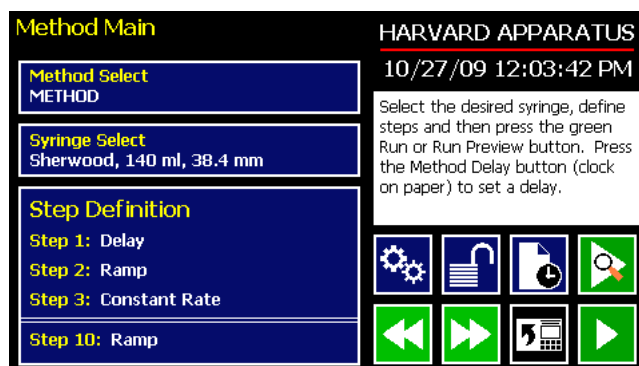 Method Main
Method Select
METHOD
Syringe Select
Sherwood, 140 ml, 38.4 mm
Step Definition
Step 1: Delay
Step 2: Ramp
Step 3: Constant Rate
Step 10: Ramp
HARVARD APPARATUS
10/27/09 12:03:42 PM
Select the desired syringe, define
steps and then press the green
Run or Run Preview button. Press
the Method Delay button (clock
on paper) to set a delay.